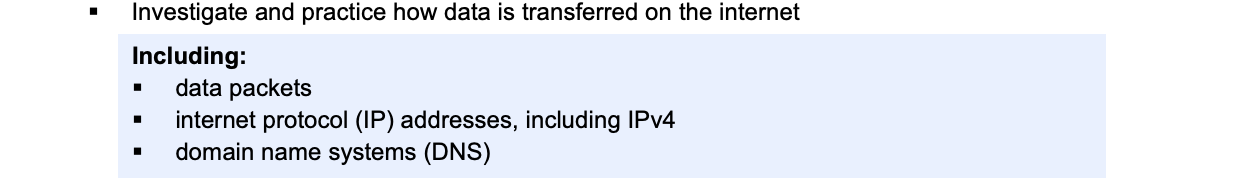 ▪ Investigate and practice how data is transferred on the internet
Including:
▪ data packets
▪ internet protocol (IP) addresses, including IPv4
▪ domain name systems (DNS)